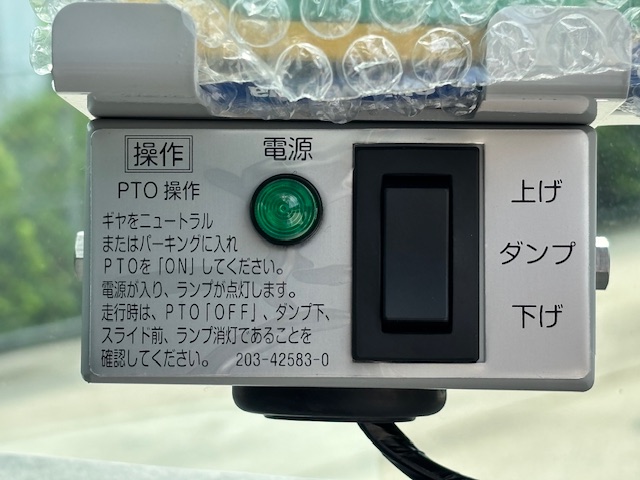 操作
電源
PTO 操作
ギヤをニュートラル
またはパーキングに入れ
PTOを「ON」してください。
電源が入り、ランプが点灯します。
走行時は、PTO「OFF」、ダンプ下、
スライド前、ランプ消灯であることを
確認してください。 203-42583-0
上げ
ダンプ
下げ